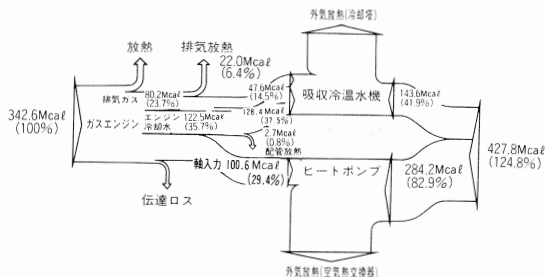 外気放熱(冷却塔)
放熱
排気放熱
22.0Mcaℓ
(6.4%)
342.6Mcaℓ
(100%)
ガスエンジン
排気ガス 80.2Mcaℓ
(23.7%)
エンジン
冷却水
122.5Mcaℓ
(35.7%)
47.6Mcaℓ
(14.5%)
128.4Mcaℓ
(37.5%)
2.7Mcaℓ
(0.8%)
配管放熱
吸収冷温水機
143.6Mcaℓ
(41.9%)
軸入力 100.6Mcaℓ
(29.4%)
伝達ロス
ヒートポンプ
284.2Mcaℓ
(82.9%)
427.8Mcaℓ
(124.8%)
外気放熱(空気熱交換器)